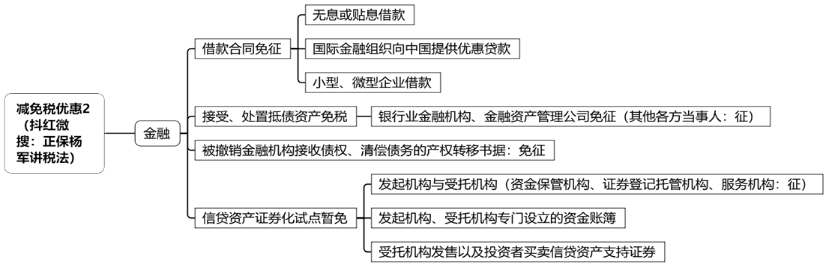 减免税优惠2
（抖红微
搜：正保杨
军讲税法）
金融
借款合同免征
无息或贴息借款
国际金融组织向中国提供优惠贷款
小型、微型企业借款
接受、处置抵债资产免税
银行业金融机构、金融资产管理公司免征（其他各方当事人：征）
被撤销金融机构接收债权、清偿债务的产权转移书据：免征
信贷资产证券化试点暂免
发起机构与受托机构（资金保管机构、证券登记托管机构、服务机构：征）
发起机构、受托机构专门设立的资金账簿
受托机构发售以及投资者买卖信贷资产支持证券